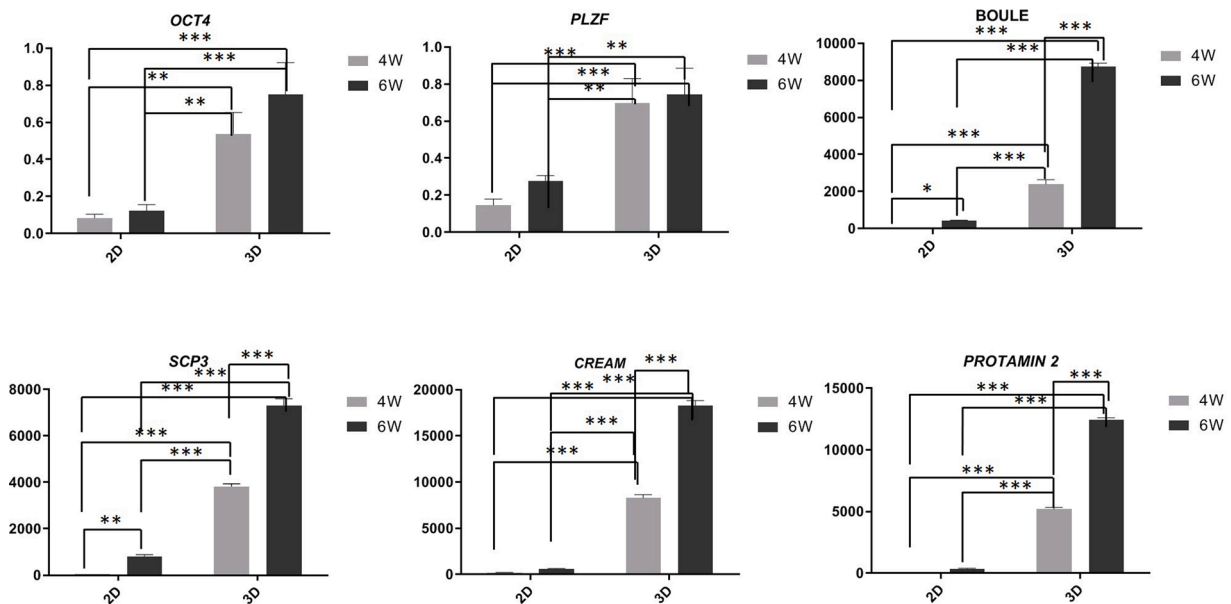 OCT4
1.0
0.8
0.6
0.4
0.2
0.0
***
***
**
**
2D
3D
4W
6W
PLZF
1.0
0.8
0.6
0.4
0.2
0.0
**
***
***
**
2D
3D
4W
6W
BOULE
10000
8000
6000
4000
2000
0
***
***
***
***
***
*
2D
3D
4W
6W
SCP3
8000
6000
4000
2000
0
***
***
***
***
***
**
2D
3D
4W
6W
CREAM
20000
15000
10000
5000
0
***
***
***
***
***
2D
3D
4W
6W
PROTAMIN 2
15000
10000
5000
0
***
***
***
***
***
2D
3D
4W
6W